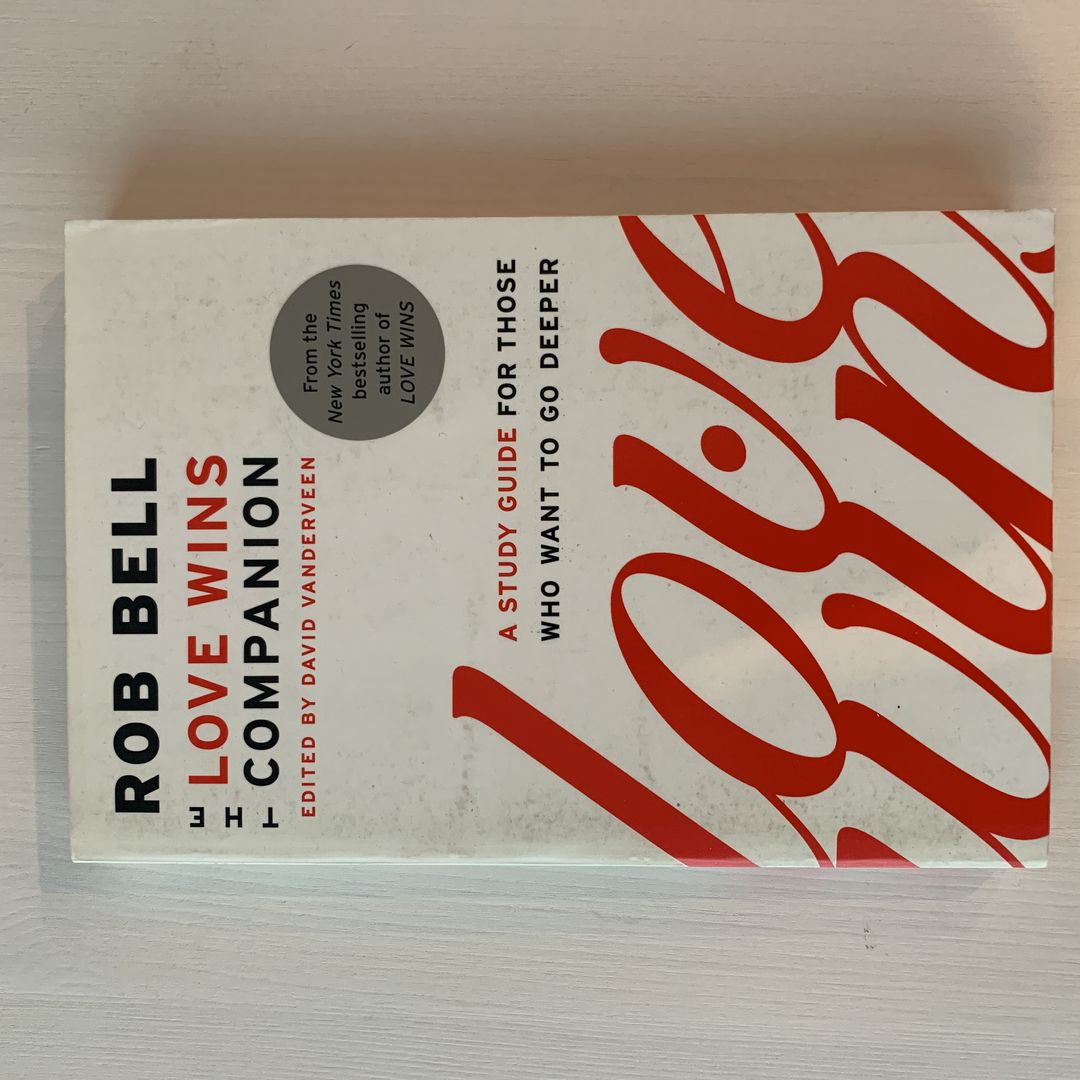 ROB BELL
THE
LOVE WINS
COMPANION
EDITED BY DAVID VANDERVEEN
From the
New York Times
bestselling
author of
LOVE WINS
A STUDY GUIDE FOR THOSE
WHO WANT TO GO DEEPER
love
win